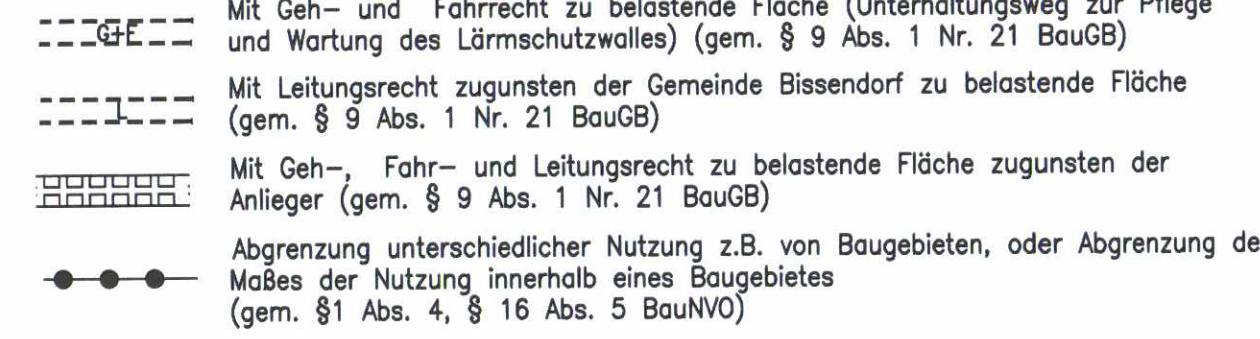 G+F
Mit Geh- und Fahrrecht zu belastende Fläche (Unterhaltungsweg zur Pflege
und Wartung des Lärmschutzwalles) (gem. § 9 Abs. 1 Nr. 21 BauGB)
L
Mit Leitungsrecht zugunsten der Gemeinde Bissendorf zu belastende Fläche
(gem. § 9 Abs. 1 Nr. 21 BauGB)
Mit Geh-, Fahr- und Leitungsrecht zu belastende Fläche zugunsten der
Anlieger (gem. § 9 Abs. 1 Nr. 21 BauGB)
Abgrenzung unterschiedlicher Nutzung z.B. von Baugebieten, oder Abgrenzung de
Maßes der Nutzung innerhalb eines Baugebietes
(gem. §1 Abs. 4, § 16 Abs. 5 BauNVO)